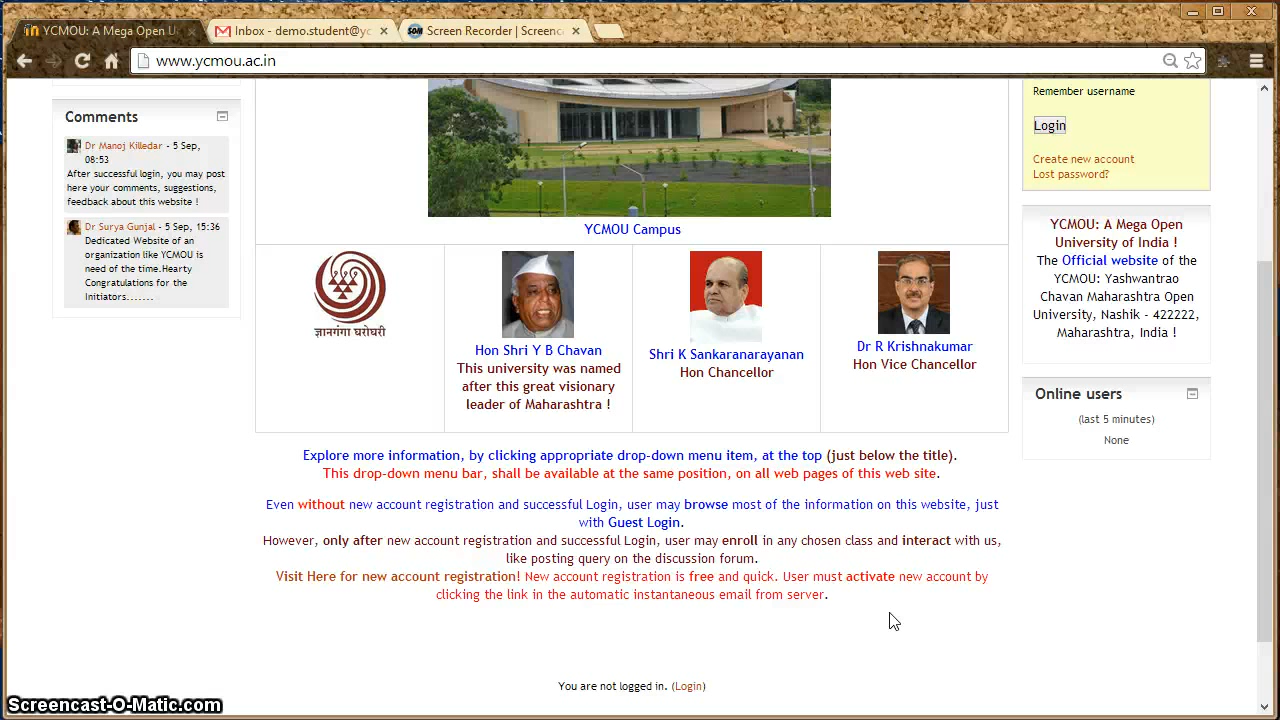 YCMOU: A Mega Open U
Inbox - demo.student@yc
Screen Recorder | Screenc
www.ycmou.ac.in
Comments
Dr Manoj Killedar - 5 Sep,
08:53
After successful login, you may post
here your comments, suggestions,
feedback about this website !
Dr Surya Gunjal - 5 Sep, 15:36
Dedicated Website of an
organization like YCMOU is
need of the time.Hearty
Congratulations for the
Initiators.......
YCMOU Campus
ज्ञानगंगा घरोघरी
Hon Shri Y B Chavan
This university was named
after this great visionary
leader of Maharashtra !
Shri K Sankaranarayanan
Hon Chancellor
Dr R Krishnakumar
Hon Vice Chancellor
Explore more information, by clicking appropriate drop-down menu item, at the top (just below the title).
This drop-down menu bar, shall be available at the same position, on all web pages of this web site.
Even without new account registration and successful Login, user may browse most of the information on this website, just
with Guest Login.
However, only after new account registration and successful Login, user may enroll in any chosen class and interact with us,
like posting query on the discussion forum.
Visit Here for new account registration! New account registration is free and quick. User must activate new account by
clicking the link in the automatic instantaneous email from server.
You are not logged in. (Login)
Remember username
Login
Create new account
Lost password?
YCMOU: A Mega Open
University of India !
The Official website of the
YCMOU: Yashwantrao
Chavan Maharashtra Open
University, Nashik - 422222,
Maharashtra, India !
Online users
(last 5 minutes)
None
Screencast-O-Matic.com